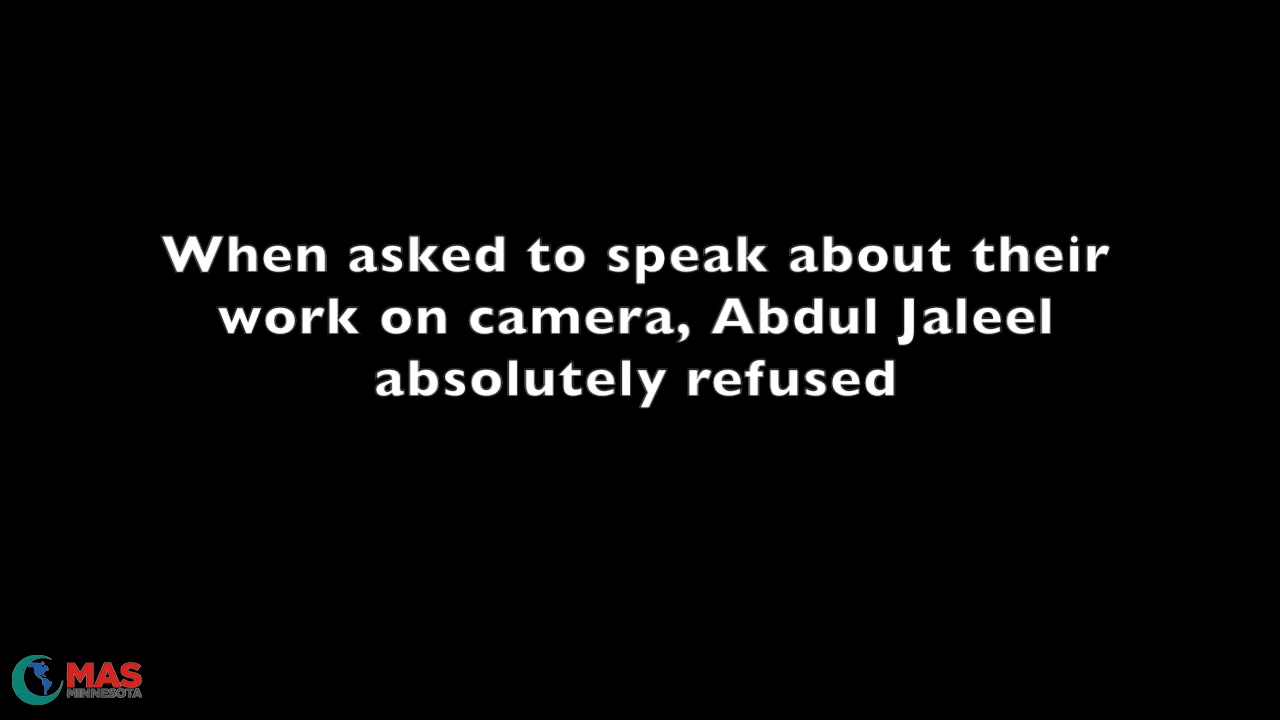 When asked to speak about their
work on camera, Abdul Jaleel
absolutely refused
MAS
MINNESOTA